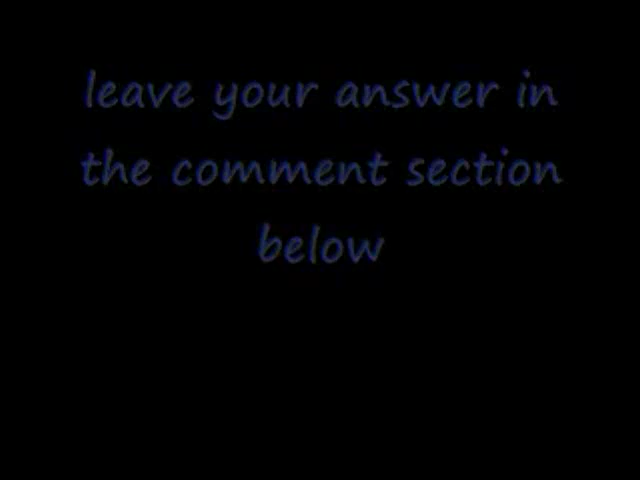 leave your answer in
the comment section
below